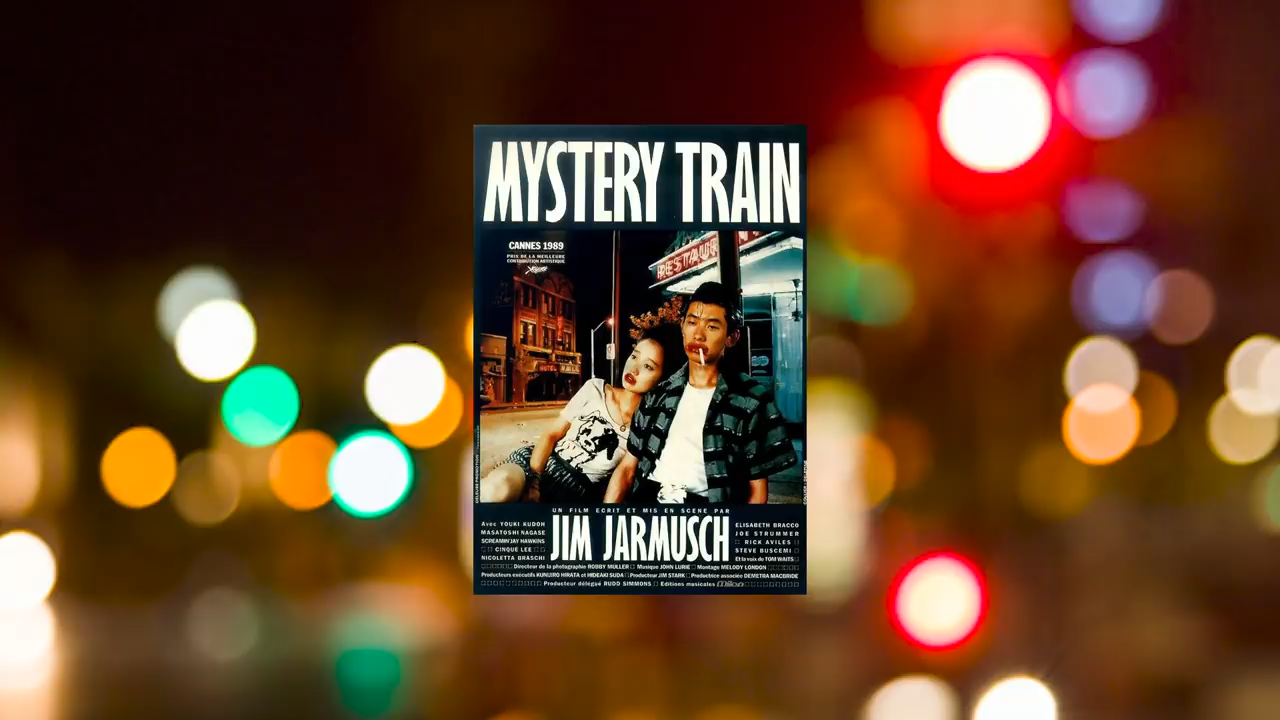 MYSTERY TRAIN
CANNES 1989
PRIX DE LA MEILLEURE
CONTRIBUTION ARTISTIQUE
RESTAUR
UN FILM ECRIT ET MIS EN SCENE PAR
JIM JARMUSCH
Avec YOUKI KUDOH
MASATOSHI NAGASE
SCREAMIN'JAY HAWKINS
CINQUE LEE
NICOLETTA BRASCHI
ELISABETH BRACCO
JOE STRUMMER
RICK AVILES
STEVE BUSCEMI
Et la voix de TOM WAITS
Directeur de la photographie ROBBY MULLER Musique JOHN LURIE Montage MELODY LONDON
Producteurs exécutifs KUNIJIRO HIRATA et HIDEAKI SUDA Producteur JIM STARK Productrice associée DEMETRA MACBRIDE
Producteur délégué RUDD SIMMONS Editions musicales milan